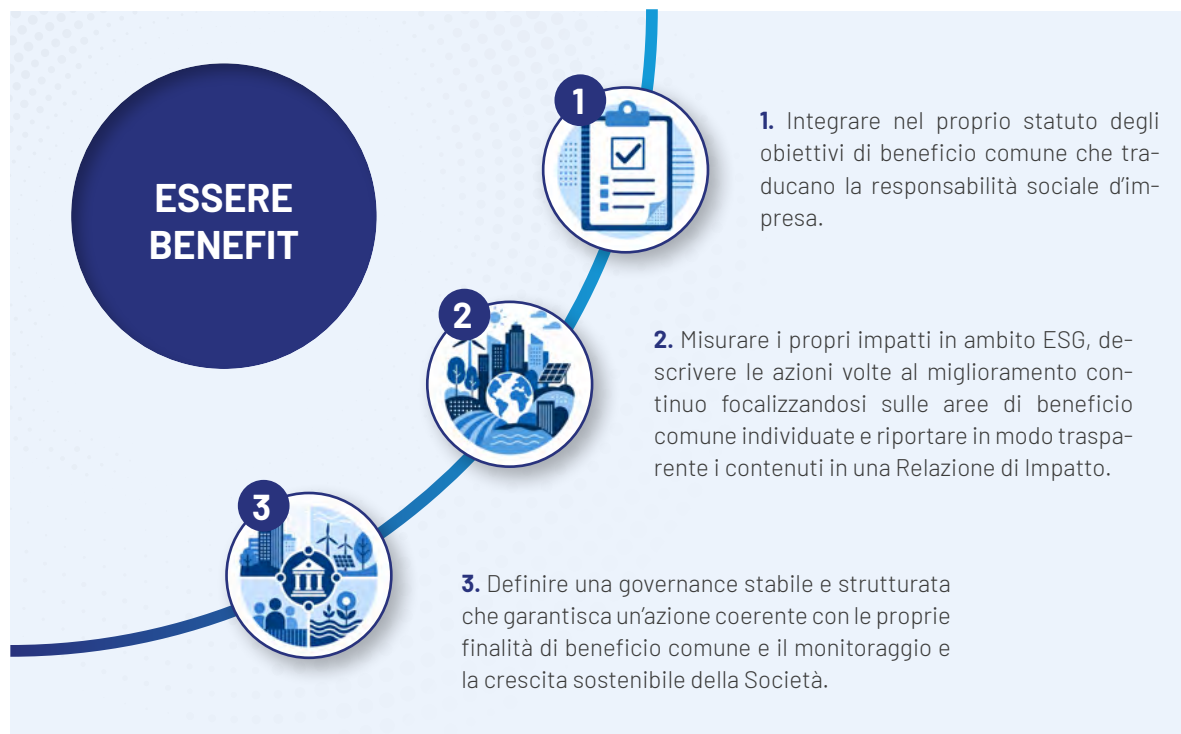 ESSERE
BENEFIT
1
1. Integrare nel proprio statuto degli
obiettivi di beneficio comune che tra-
ducano la responsabilità sociale d'im-
presa.
2
2. Misurare i propri impatti in ambito ESG, de-
scrivere le azioni volte al miglioramento con-
tinuo focalizzandosi sulle aree di beneficio
comune individuate e riportare in modo traspa-
rente i contenuti in una Relazione di Impatto.
3
3. Definire una governance stabile e strutturata
che garantisca un'azione coerente con le proprie
finalità di beneficio comune e il monitoraggio e
la crescita sostenibile della Società.